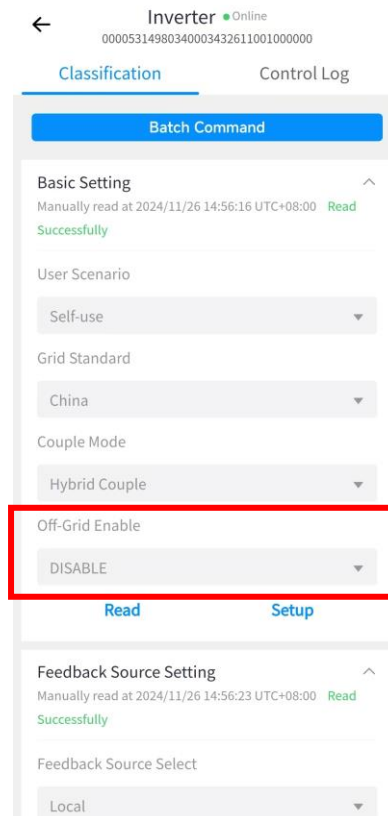 Inverter Online
00005314980340003432611001000000
Classification Control Log
Batch Command
Basic Setting
Manually read at 2024/11/26 14:56:16 UTC+08:00 Read
Successfully
User Scenario
Self-use
Grid Standard
China
Couple Mode
Hybrid Couple
Off-Grid Enable
DISABLE
Read Setup
Feedback Source Setting
Manually read at 2024/11/26 14:56:23 UTC+08:00 Read
Successfully
Feedback Source Select
Local